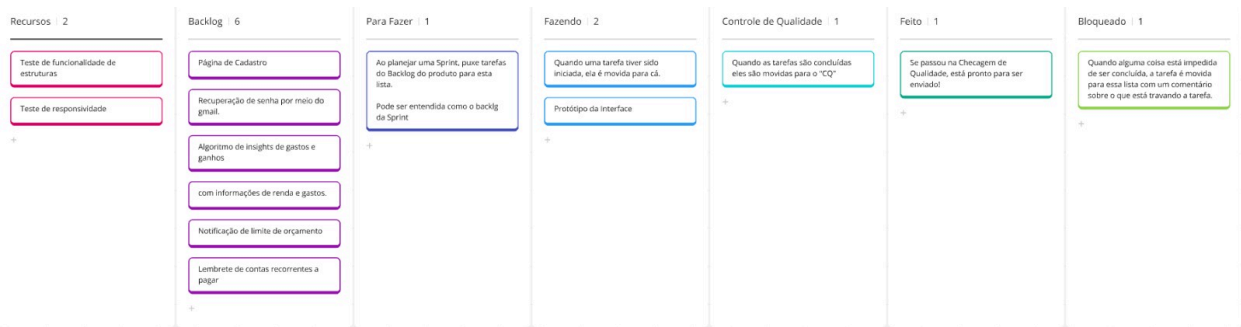 Recursos 2
Teste de funcionalidade de
estruturas
Teste de responsividade
+
Backlog 6
Página de Cadastro
Recuperação de senha por meio do
gmail.
Algoritmo de insights de gastos e
ganhos
com informações de renda e gastos.
Notificação de limite de orçamento
Lembrete de contas recorrentes a
pagar
+
Para Fazer 1
Ao planejar uma Sprint, puxe tarefas
do Backlog do produto para esta
lista.
Pode ser entendida como o backlg
da Sprint
+
Fazendo 2
Quando uma tarefa tiver sido
iniciada, ela é movida para cá.
Protótipo da Interface
+
Controle de Qualidade 1
Quando as tarefas são concluídas
eles são movidas para o "CQ"
+
Feito 1
Se passou na Checagem de
Qualidade, está pronto para ser
enviado!
+
Bloqueado 1
Quando alguma coisa está impedida
de ser concluída, a tarefa é movida
para essa lista com um comentário
sobre o que está travando a tarefa.
+